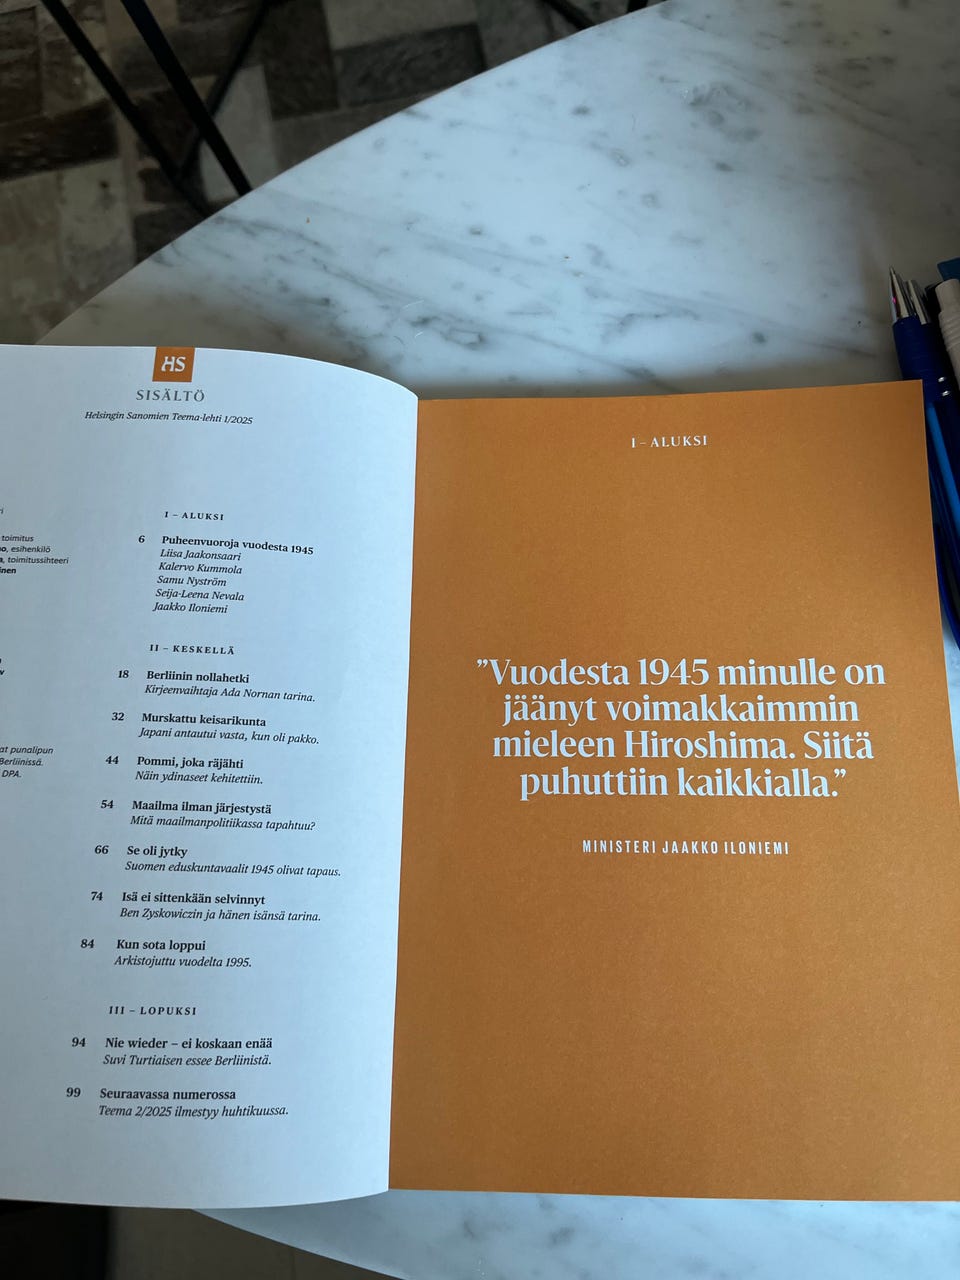 HS
SISÄLTÖ
Helsingin Sanomien Teema-lehti 1/2025
toimitus
esihenkilö
toimitussihteeri
at punalipun
Berliinissä.
DPA.
I – ALUKSI
6 Puheenvuoroja vuodesta 1945
Liisa Jaakonsaari
Kalervo Kummola
Samu Nyström
Seija-Leena Nevala
Jaakko Iloniemi
II – KESKELLÄ
18 Berliinin nollahetki
Kirjeenvaihtaja Ada Nornan tarina.
32 Murskattu keisarikunta
Japani antautui vasta, kun oli pakko.
44 Pommi, joka räjähti
Näin ydinaseet kehitettiin.
54 Maailma ilman järjestystä
Mitä maailmanpolitiikassa tapahtuu?
66 Se oli jytky
Suomen eduskuntavaalit 1945 olivat tapaus.
74 Isä ei sittenkään selvinnyt
Ben Zyskowiczin ja hänen isänsä tarina.
84 Kun sota loppui
Arkistojuttu vuodelta 1995.
III – LOPUKSI
94 Nie wieder – ei koskaan enää
Suvi Turtiaisen essee Berliinistä.
99 Seuraavassa numerossa
Teema 2/2025 ilmestyy huhtikuussa.
I – ALUKSI
”Vuodesta 1945 minulle on
jäänyt voimakkaimmin
mieleen Hiroshima. Siitä
puhuttiin kaikkialla.”
MINISTERI JAAKKO ILONIEMI